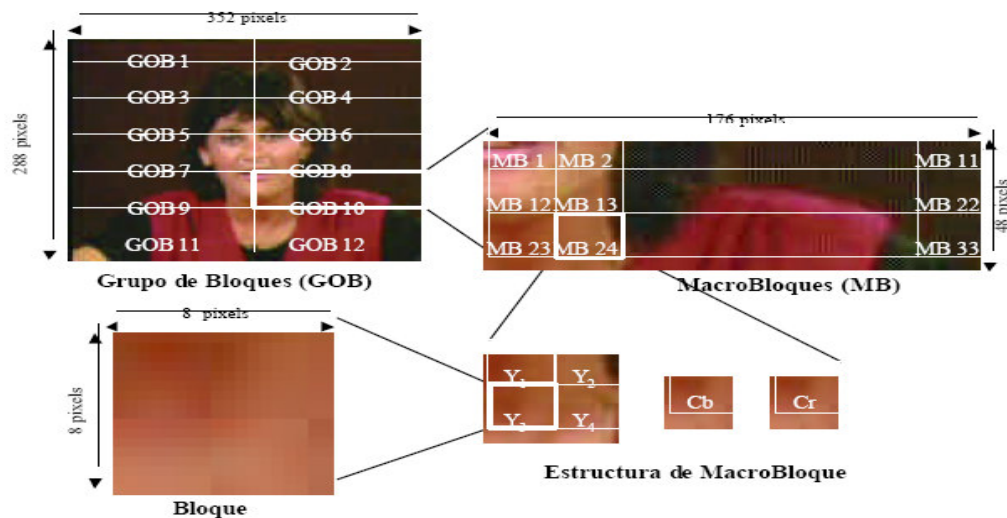 352 pixels
288 pixels
GOB 1 GOB 2
GOB 3 GOB 4
GOB 5 GOB 6
GOB 7 GOB 8
GOB 9 GOB 10
GOB 11 GOB 12
Grupo de Bloques (GOB)
176 pixels
48 pixels
MB 1 MB 2 MB 11
MB 12 MB 13 MB 22
MB 23 MB 24 MB 33
MacroBloques (MB)
8 pixels
8 pixels
Bloque
Y1 Y2
Y3 Y4
Cb Cr
Estructura de MacroBloque